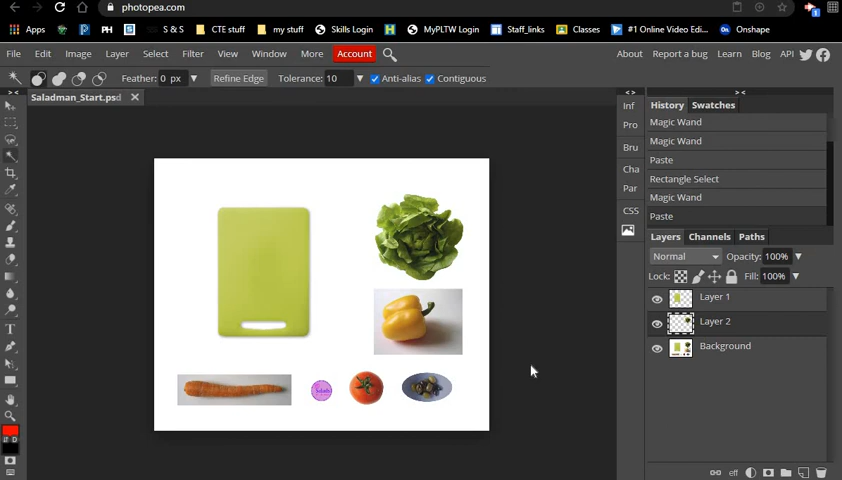 photopea.com
Apps S & S CTE stuff my stuff Skills Login MyPLTW Login Staff_links Classes #1 Online Video Edi... Onshape
File Edit Image Layer Select Filter View Window More Account About Report a bug Learn Blog API
Feather: 0 px Refine Edge Tolerance: 10 Anti-alias Contiguous
Saladman_Start.psd
Inf
Pro
Bru
Cha
Par
CSS
History Swatches
Magic Wand
Magic Wand
Paste
Rectangle Select
Magic Wand
Paste
Layers Channels Paths
Normal Opacity: 100%
Lock: Fill: 100%
Layer 1
Layer 2
Background
eff